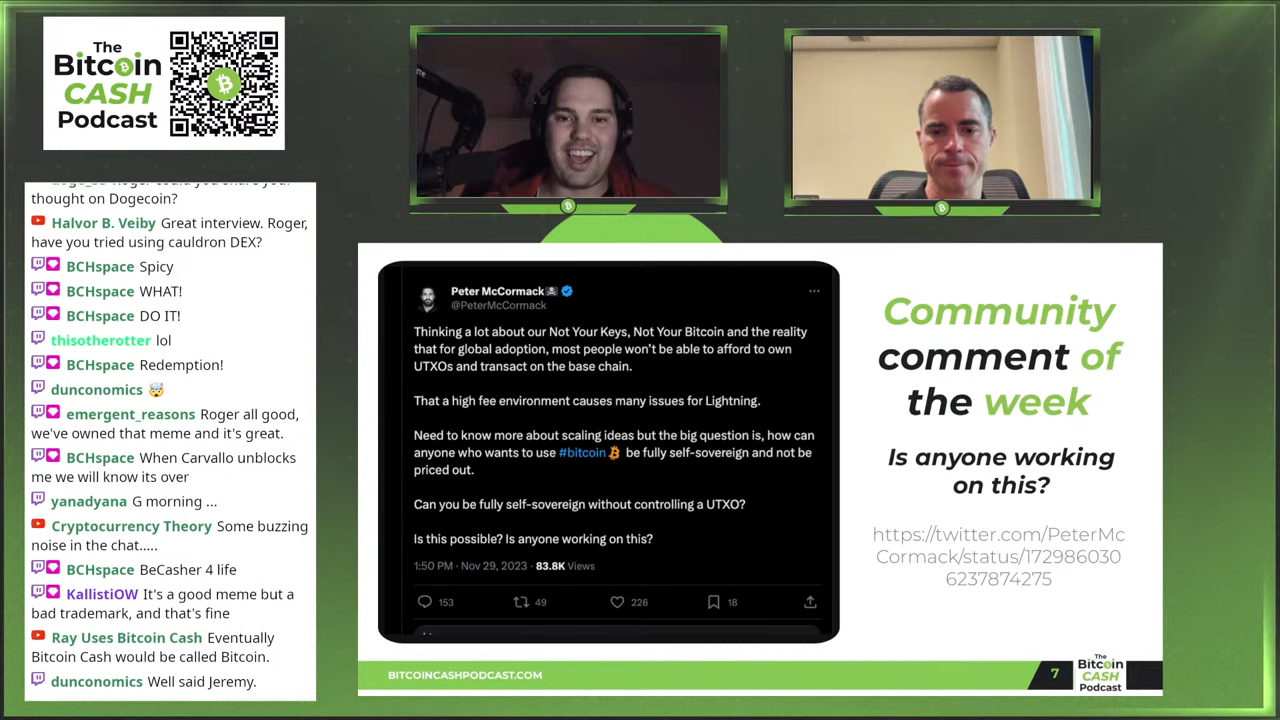 The
Bitcoin
CASH
Podcast
thought on Dogecoin?
Halvor B. Veiby Great interview. Roger,
have you tried using cauldron DEX?
BCHspace Spicy
BCHspace WHAT!
BCHspace DO IT!
thisotherotter lol
BCHspace Redemption!
dunconomics 🤯
emergent_reasons Roger all good,
we've owned that meme and it's great.
BCHspace When Carvallo unblocks
me we will know its over
yanadyana G morning ...
Cryptocurrency Theory Some buzzing
noise in the chat.....
BCHspace BeCasher 4 life
KallistiOW It's a good meme but a
bad trademark, and that's fine
Ray Uses Bitcoin Cash Eventually
Bitcoin Cash would be called Bitcoin.
dunconomics Well said Jeremy.
Peter McCormack
@PeterMcCormack
Thinking a lot about our Not Your Keys, Not Your Bitcoin and the reality
that for global adoption, most people won't be able to afford to own
UTXOs and transact on the base chain.
That a high fee environment causes many issues for Lightning.
Need to know more about scaling ideas but the big question is, how can
anyone who wants to use #bitcoin be fully self-sovereign and not be
priced out.
Can you be fully self-sovereign without controlling a UTXO?
Is this possible? Is anyone working on this?
1:50 PM · Nov 29, 2023 · 83.8K Views
153 49 226 18
Community
comment of
the week
Is anyone working
on this?
https://twitter.com/PeterMc
Cormack/status/172986030
6237874275
BITCOINCASHPODCAST.COM
7
The
Bitcoin
CASH
Podcast